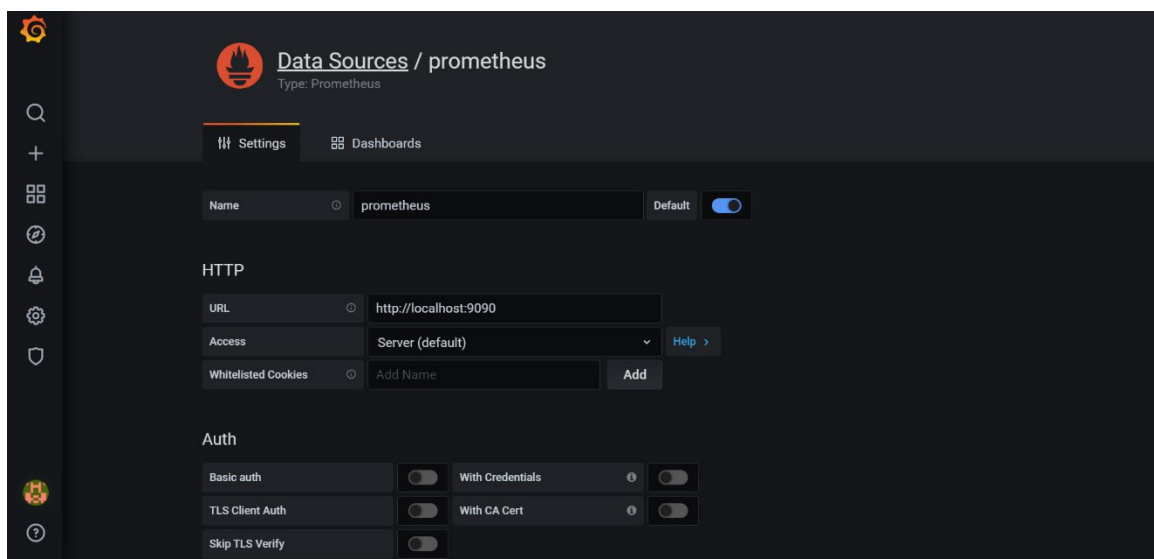 Data Sources / prometheus
Type: Prometheus
Settings Dashboards
Name prometheus Default
HTTP
URL http://localhost:9090
Access Server (default) Help >
Whitelisted Cookies Add Name Add
Auth
Basic auth With Credentials
TLS Client Auth With CA Cert
Skip TLS Verify